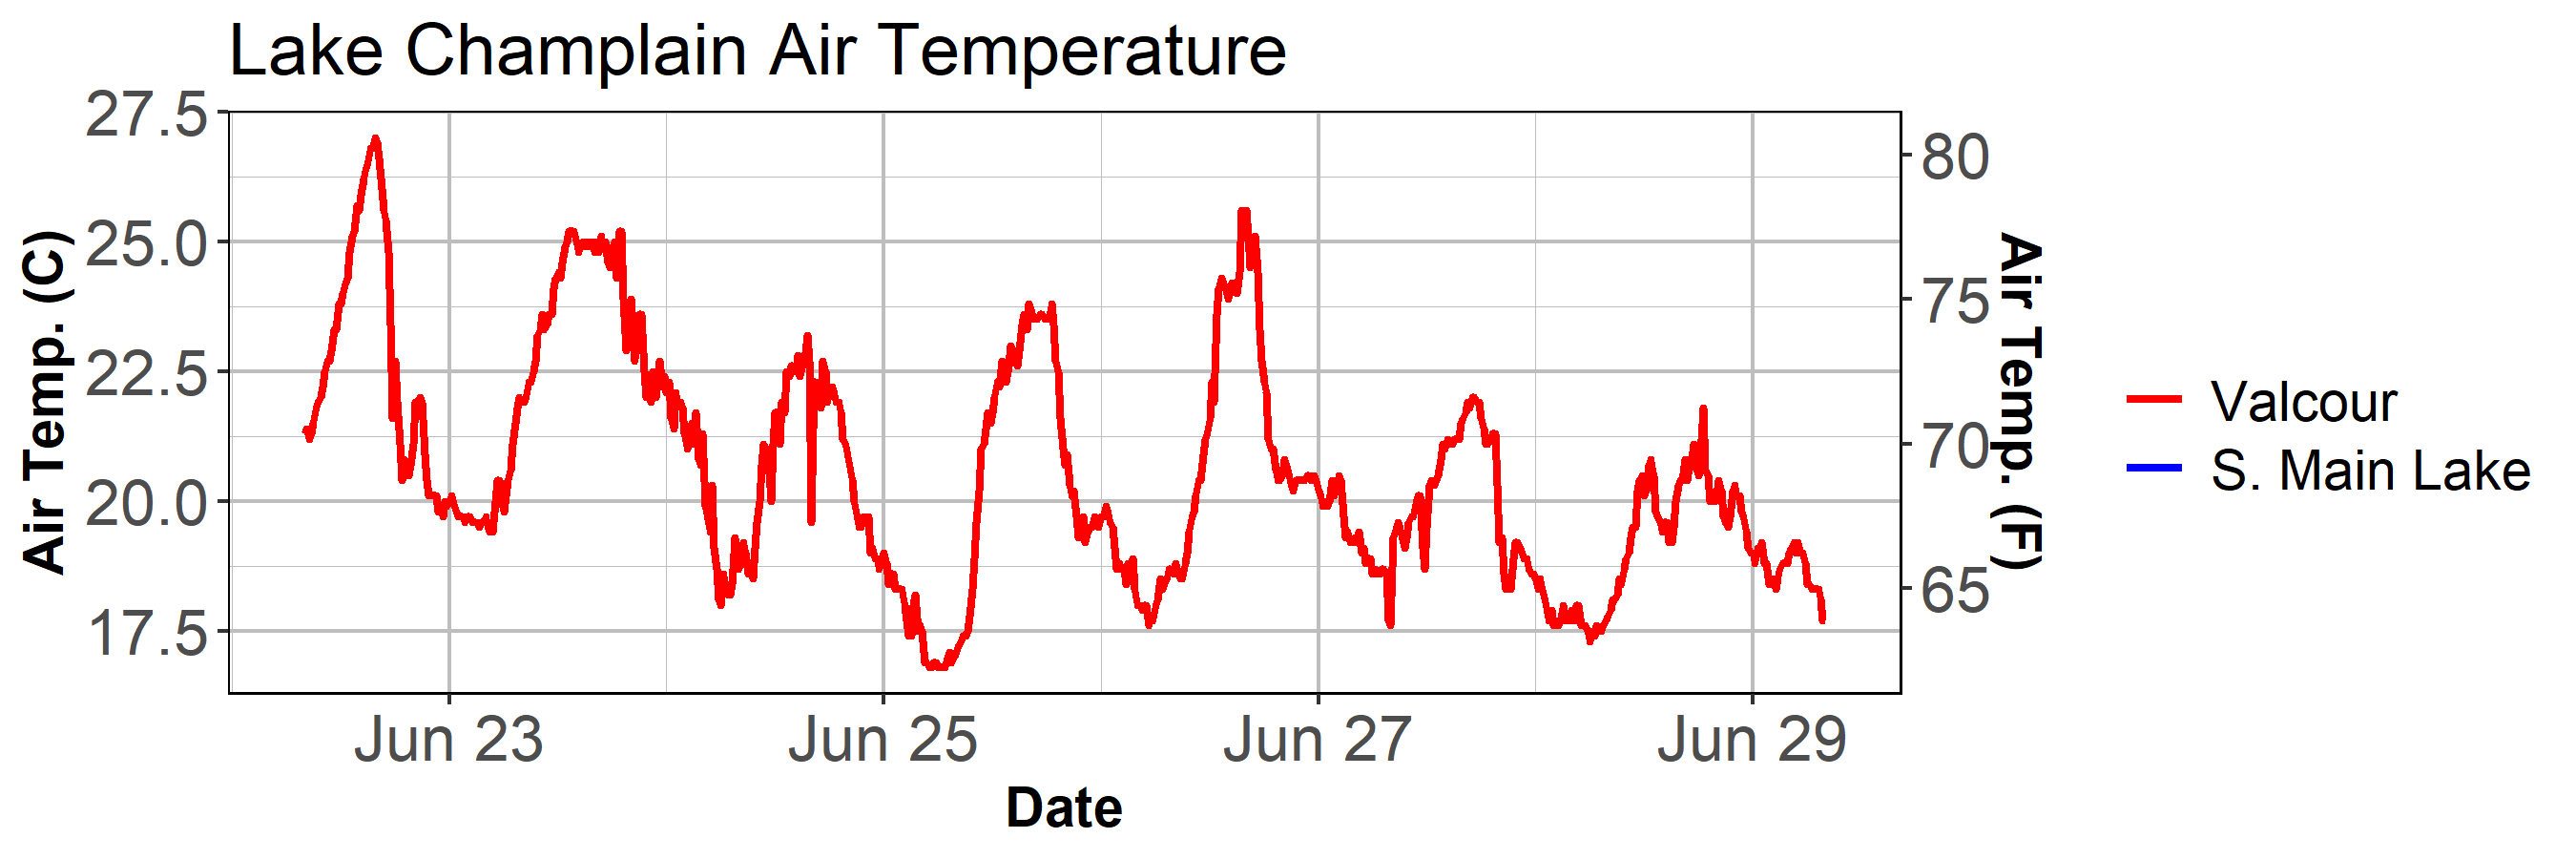 Lake Champlain Air Temperature
27.5
25.0
22.5
20.0
17.5
Air Temp. (C)
80
75
70
65
Air Temp. (F)
Jun 23 Jun 25 Jun 27 Jun 29
Date
Valcour
S. Main Lake